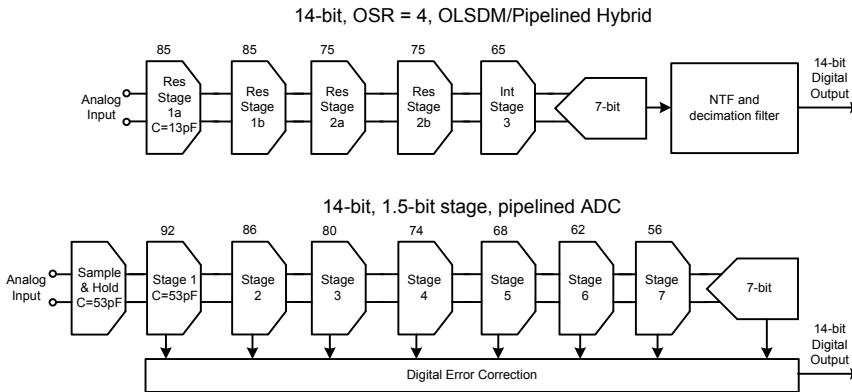 14-bit, OSR = 4, OLSDM/Pipelined Hybrid
85
85
75
75
65
Analog
Input
Res
Stage
1a
C=13pF
Res
Stage
1b
Res
Stage
2a
Res
Stage
2b
Int
Stage
3
7-bit
NTF and
decimation filter
14-bit
Digital
Output
14-bit, 1.5-bit stage, pipelined ADC
92
86
80
74
68
62
56
Analog
Input
Sample
& Hold
C=53pF
Stage 1
C=53pF
Stage
2
Stage
3
Stage
4
Stage
5
Stage
6
Stage
7
7-bit
14-bit
Digital
Output
Digital Error Correction